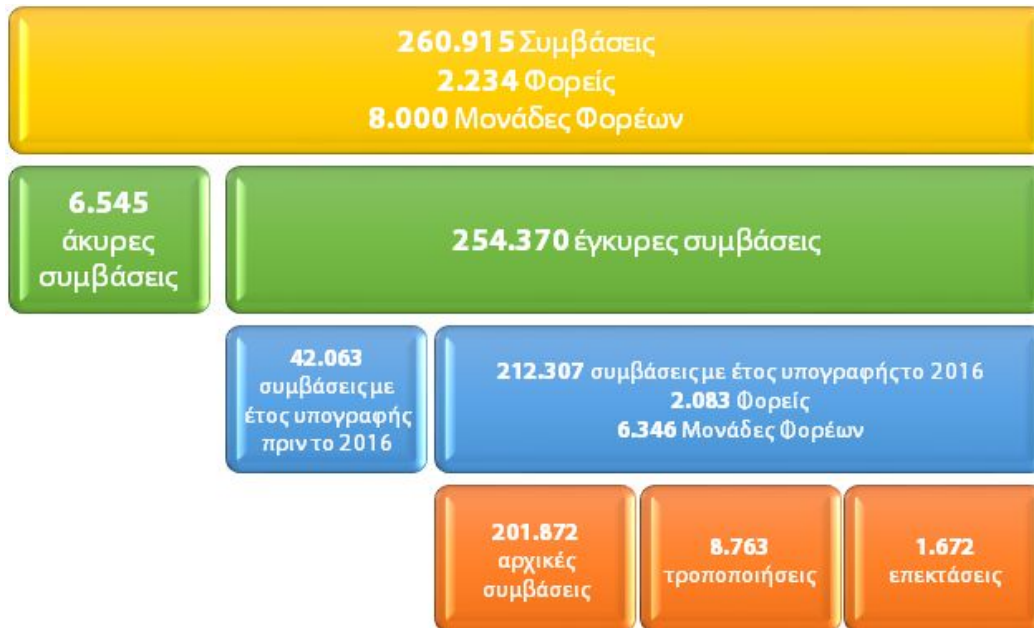 260.915 Συμβάσεις
2.234 Φορείς
8.000 Μονάδες Φορέων
6.545
άκυρες
συμβάσεις
254.370 έγκυρες συμβάσεις
42.063
συμβάσεις με
έτος υπογραφής
πριν το 2016
212.307 συμβάσεις με έτος υπογραφής το 2016
2.083 Φορείς
6.346 Μονάδες Φορέων
201.872
αρχικές
συμβάσεις
8.763
τροποποιήσεις
1.672
επεκτάσεις